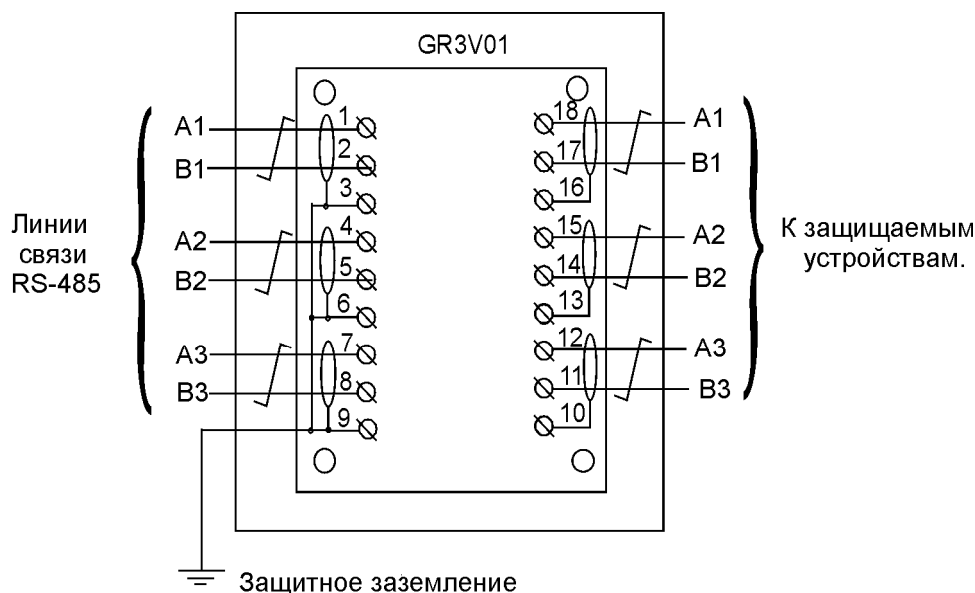 GR3V01
Линии
связи
RS-485
A1
B1
A2
B2
A3
B3
1
2
3
4
5
6
7
8
9
18
17
16
15
14
13
12
11
10
A1
B1
A2
B2
A3
B3
К защищаемым
устройствам.
Защитное заземление